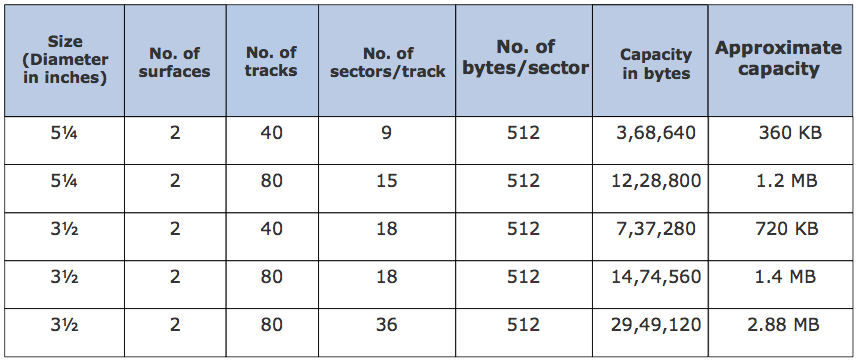 Size (Diameter in inches) No. of surfaces No. of tracks No. of sectors/track No. of bytes/sector Capacity in bytes Approximate capacity
5¼ 2 40 9 512 3,68,640 360 KB
5¼ 2 80 15 512 12,28,800 1.2 MB
3½ 2 40 18 512 7,37,280 720 KB
3½ 2 80 18 512 14,74,560 1.4 MB
3½ 2 80 36 512 29,49,120 2.88 MB